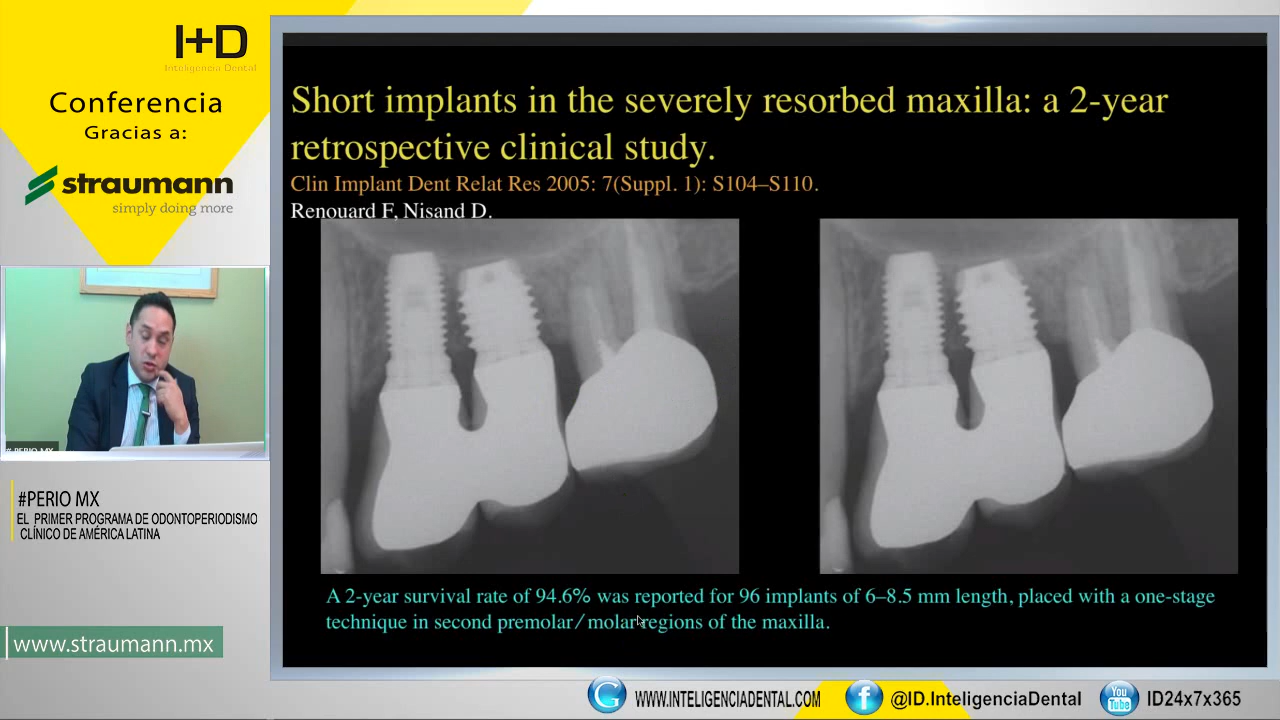 I+D
Inteligencia Dental
Conferencia
Gracias a:
straumann
simply doing more
# PERIO MX
#PERIO MX
EL PRIMER PROGRAMA DE ODONTOPERIODISMO
CLÍNICO DE AMÉRICA LATINA
www.straumann.mx
Short implants in the severely resorbed maxilla: a 2-year
retrospective clinical study.
Clin Implant Dent Relat Res 2005: 7(Suppl. 1): S104–S110.
Renouard F, Nisand D.
A 2-year survival rate of 94.6% was reported for 96 implants of 6–8.5 mm length, placed with a one-stage
technique in second premolar/molar regions of the maxilla.
G
WWW.INTELIGENCIADENTAL.COM
f
@ID.InteligenciaDental
You
Tube
ID24x7x365